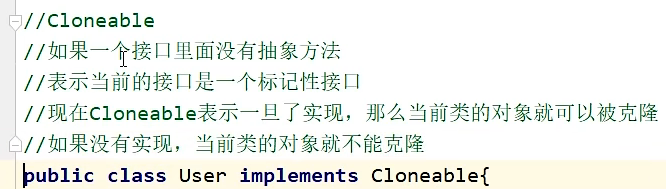 //Cloneable
//如果一个接口里面没有抽象方法
//表示当前的接口是一个标记性接口
//现在Cloneable表示一旦了实现，那么当前类的对象就可以被克隆
//如果没有实现，当前类的对象就不能克隆
public class User implements Cloneable{